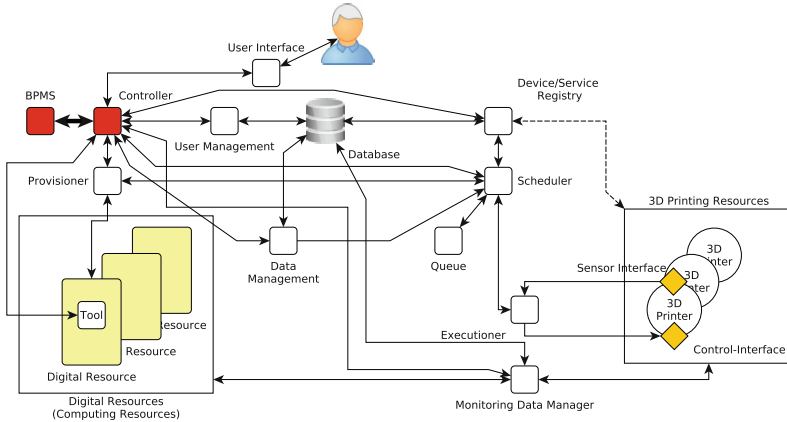 User Interface
BPMS
Controller
Device/Service
Registry
User Management
Database
Provisioner
Scheduler
3D Printing Resources
Data
Management
Queue
Sensor Interface
3D
3D
3D
Printer
Tool
Resource
Resource
Executioner
Control-Interface
Digital Resource
Digital Resources
(Computing Resources)
Monitoring Data Manager